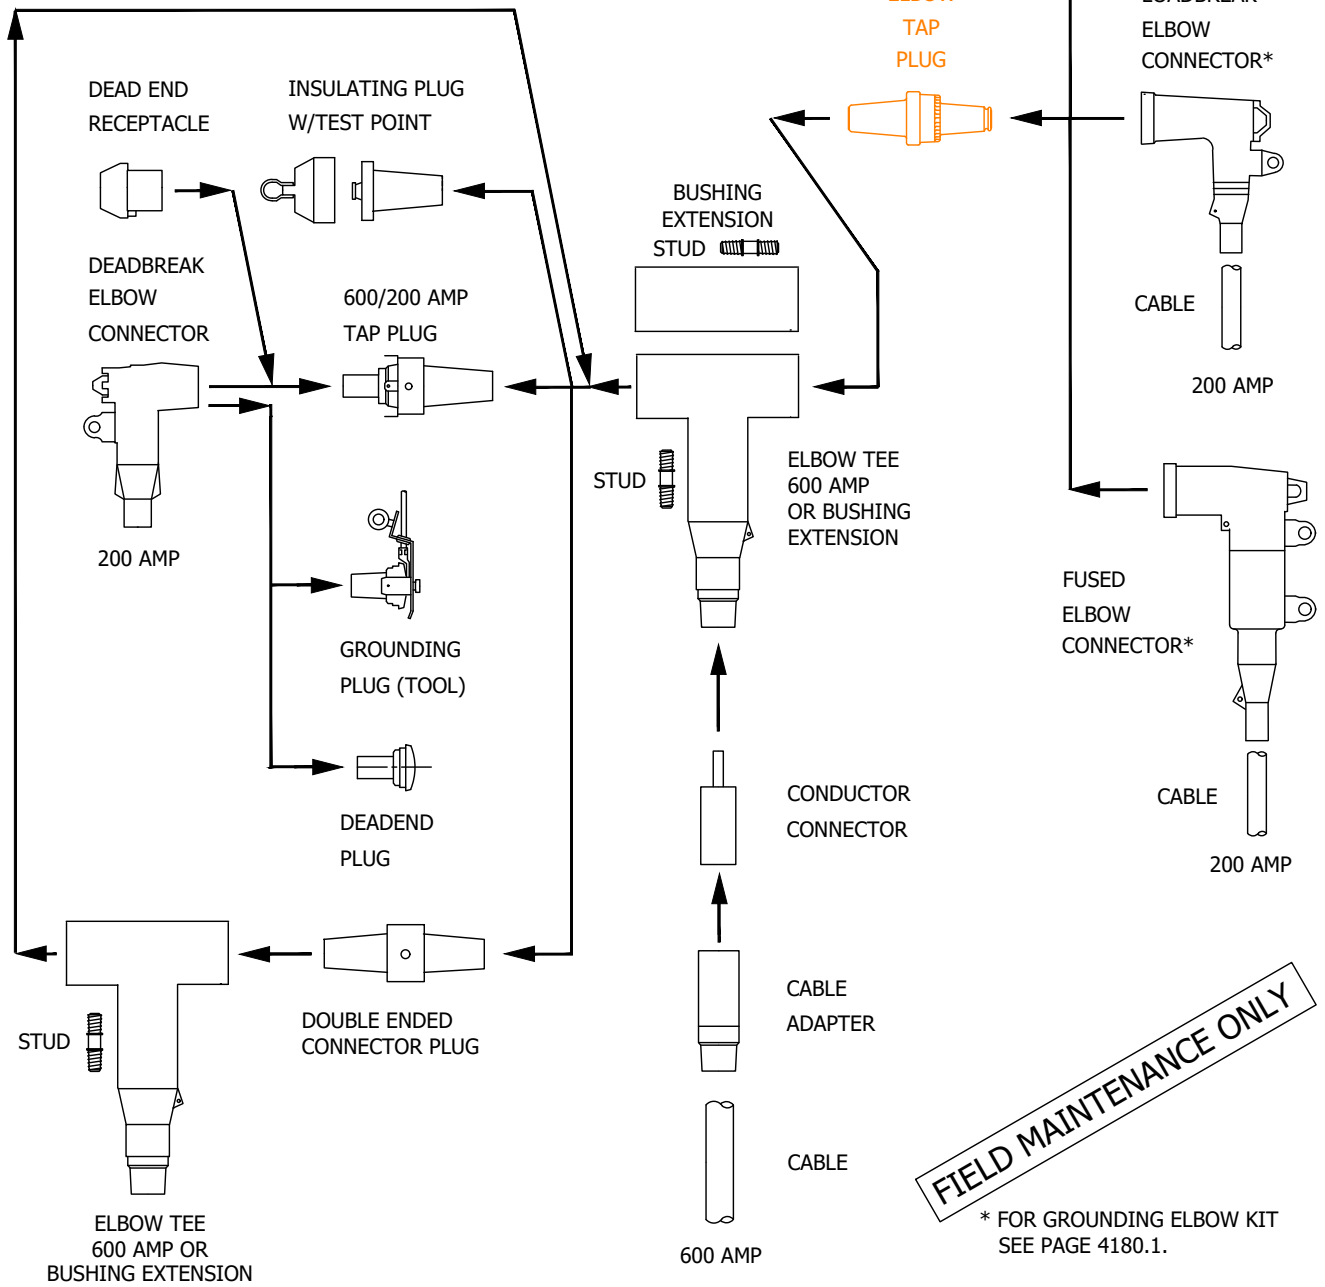 TAP
PLUG
ELBOW
CONNECTOR*
DEAD END
RECEPTACLE
INSULATING PLUG
W/TEST POINT
BUSHING
EXTENSION
STUD
DEADBREAK
ELBOW
CONNECTOR
600/200 AMP
TAP PLUG
CABLE
200 AMP
STUD
ELBOW TEE
600 AMP
OR BUSHING
EXTENSION
200 AMP
FUSED
ELBOW
CONNECTOR*
GROUNDING
PLUG (TOOL)
CONDUCTOR
CONNECTOR
CABLE
DEADEND
PLUG
200 AMP
CABLE
ADAPTER
DOUBLE ENDED
CONNECTOR PLUG
STUD
FIELD MAINTENANCE ONLY
CABLE
ELBOW TEE
600 AMP OR
BUSHING EXTENSION
600 AMP
* FOR GROUNDING ELBOW KIT
SEE PAGE 4180.1.